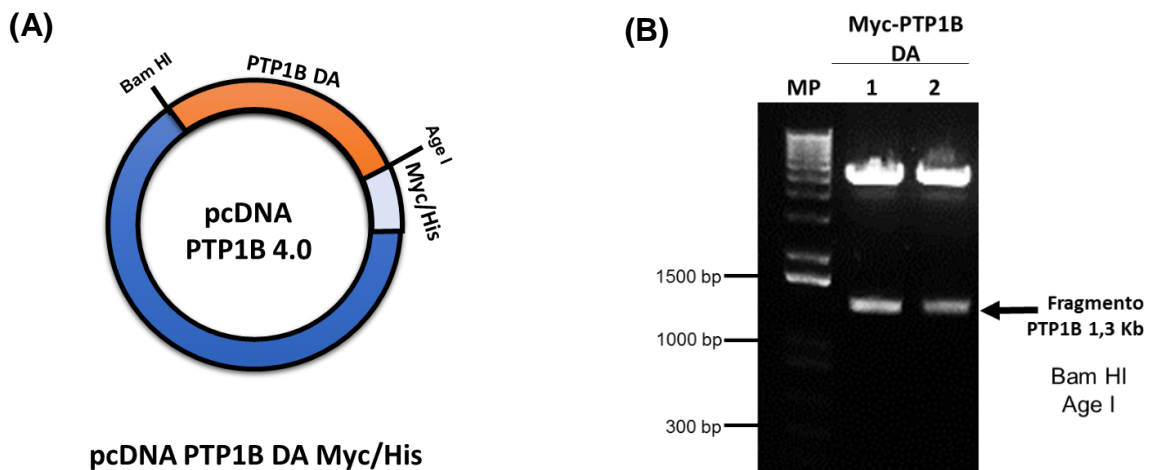 (A)
Bam HI
PTP1B DA
Age I
Myc/His
pcDNA
PTP1B 4.0
pcDNA PTP1B DA Myc/His
(B)
Myc-PTP1B
DA
MP 1 2
1500 bp
1000 bp
300 bp
Fragmento
PTP1B 1,3 Kb
Bam HI
Age I